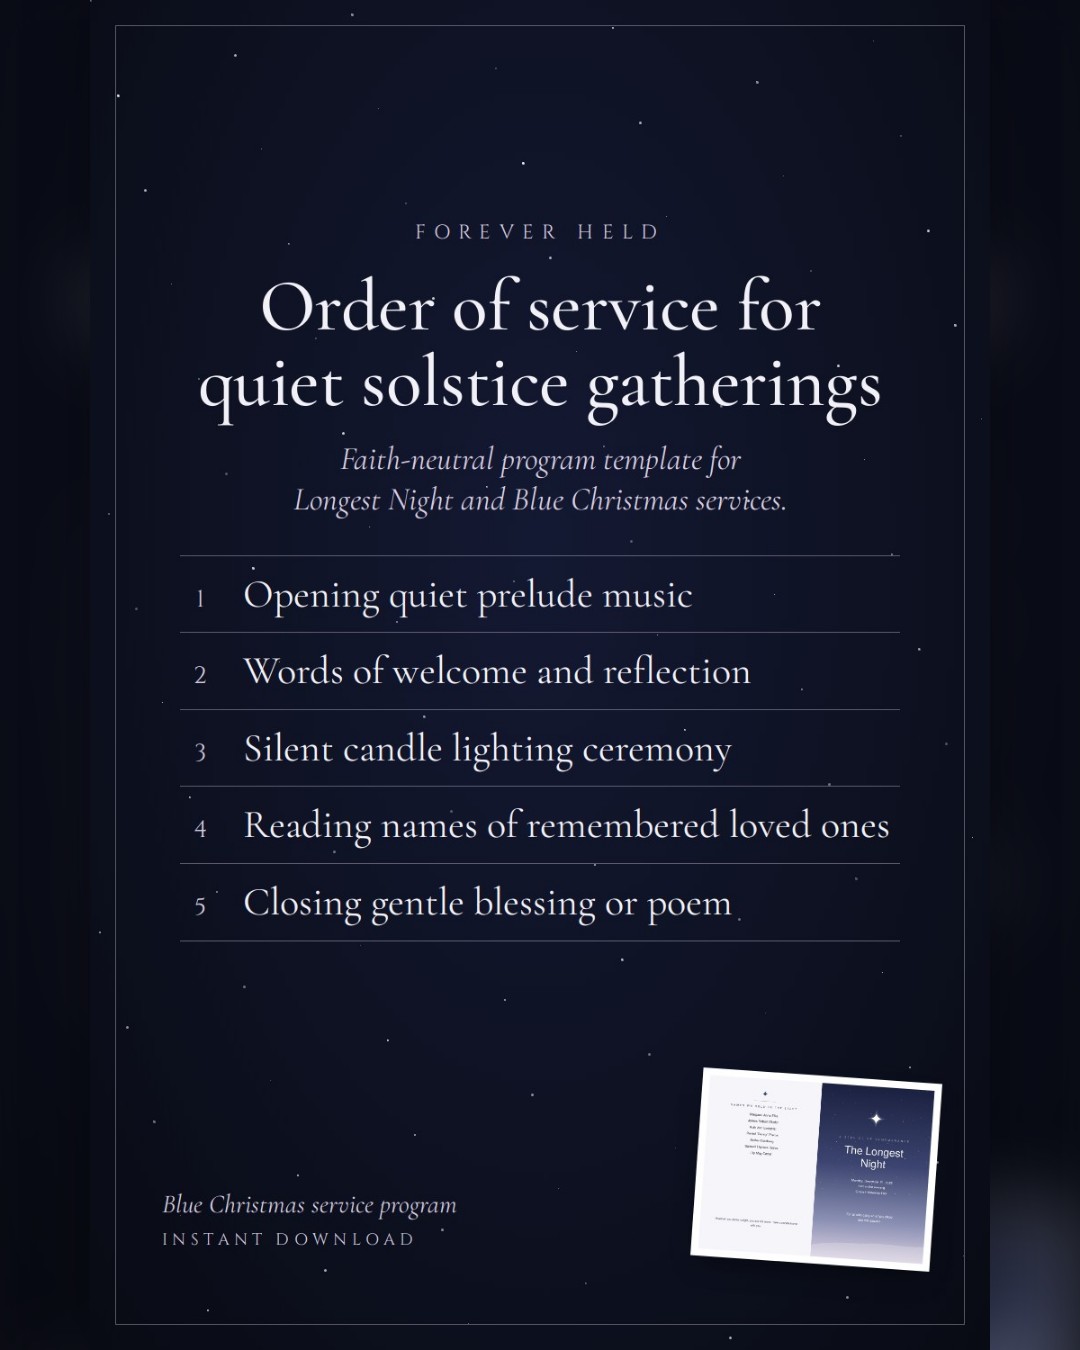 FOREVER HELD
Order of service for
quiet solstice gatherings
Faith-neutral program template for
Longest Night and Blue Christmas services.
1 Opening quiet prelude music
2 Words of welcome and reflection
3 Silent candle lighting ceremony
4 Reading names of remembered loved ones
5 Closing gentle blessing or poem
Blue Christmas service program
INSTANT DOWNLOAD
The Longest
Night